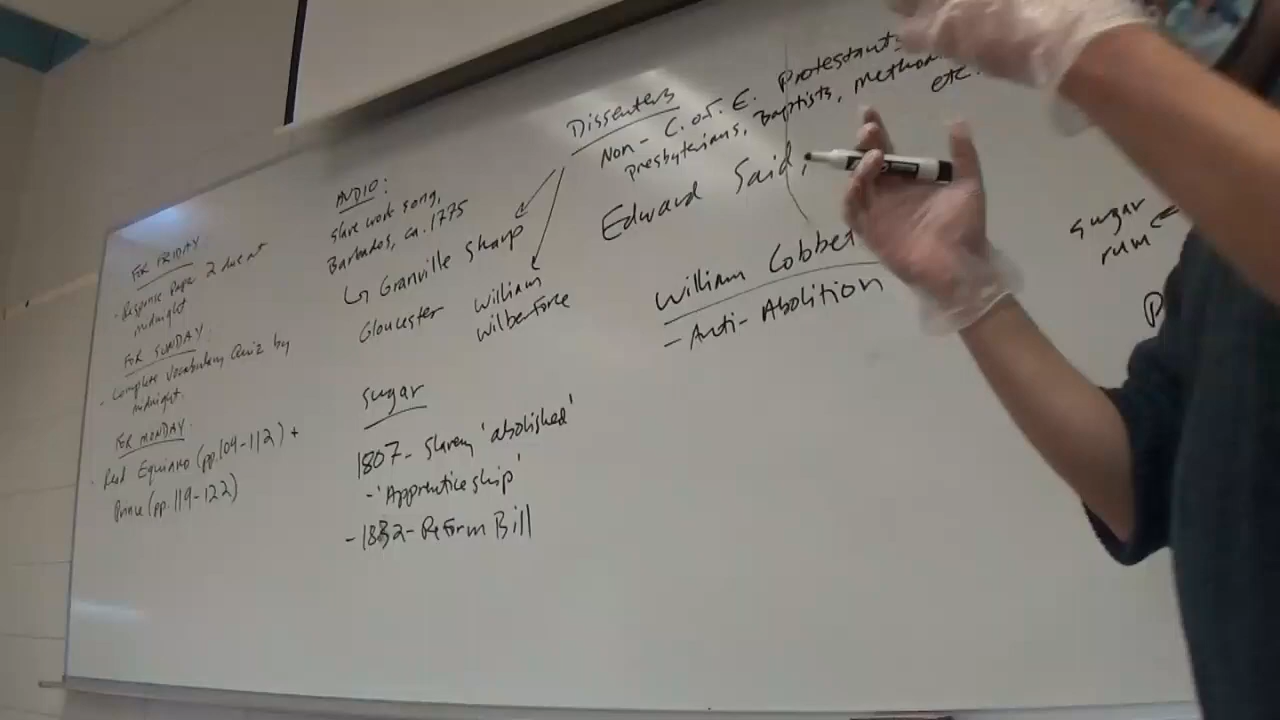 FOR FRIDAY:
- Response Paper 2 due at
midnight
FOR SUNDAY:
- Complete Vocabulary Quiz by
midnight.
FOR MONDAY:
- Read Equiano (pp.109-112) +
Prince (pp.119-122)
AUDIO:
slave work song,
Barbados, ca. 1775
↳ Granville Sharp
Gloucester
William
Wilberforce
sugar
1807- Slavery 'abolished'
-'Apprenticeship'
-1832- Reform Bill
Dissenters
Non- C. of. E. Protestants
Presbyterians, Baptists,
etc.
Edward Said,
William
- Anti-Abolition
sugar
rum